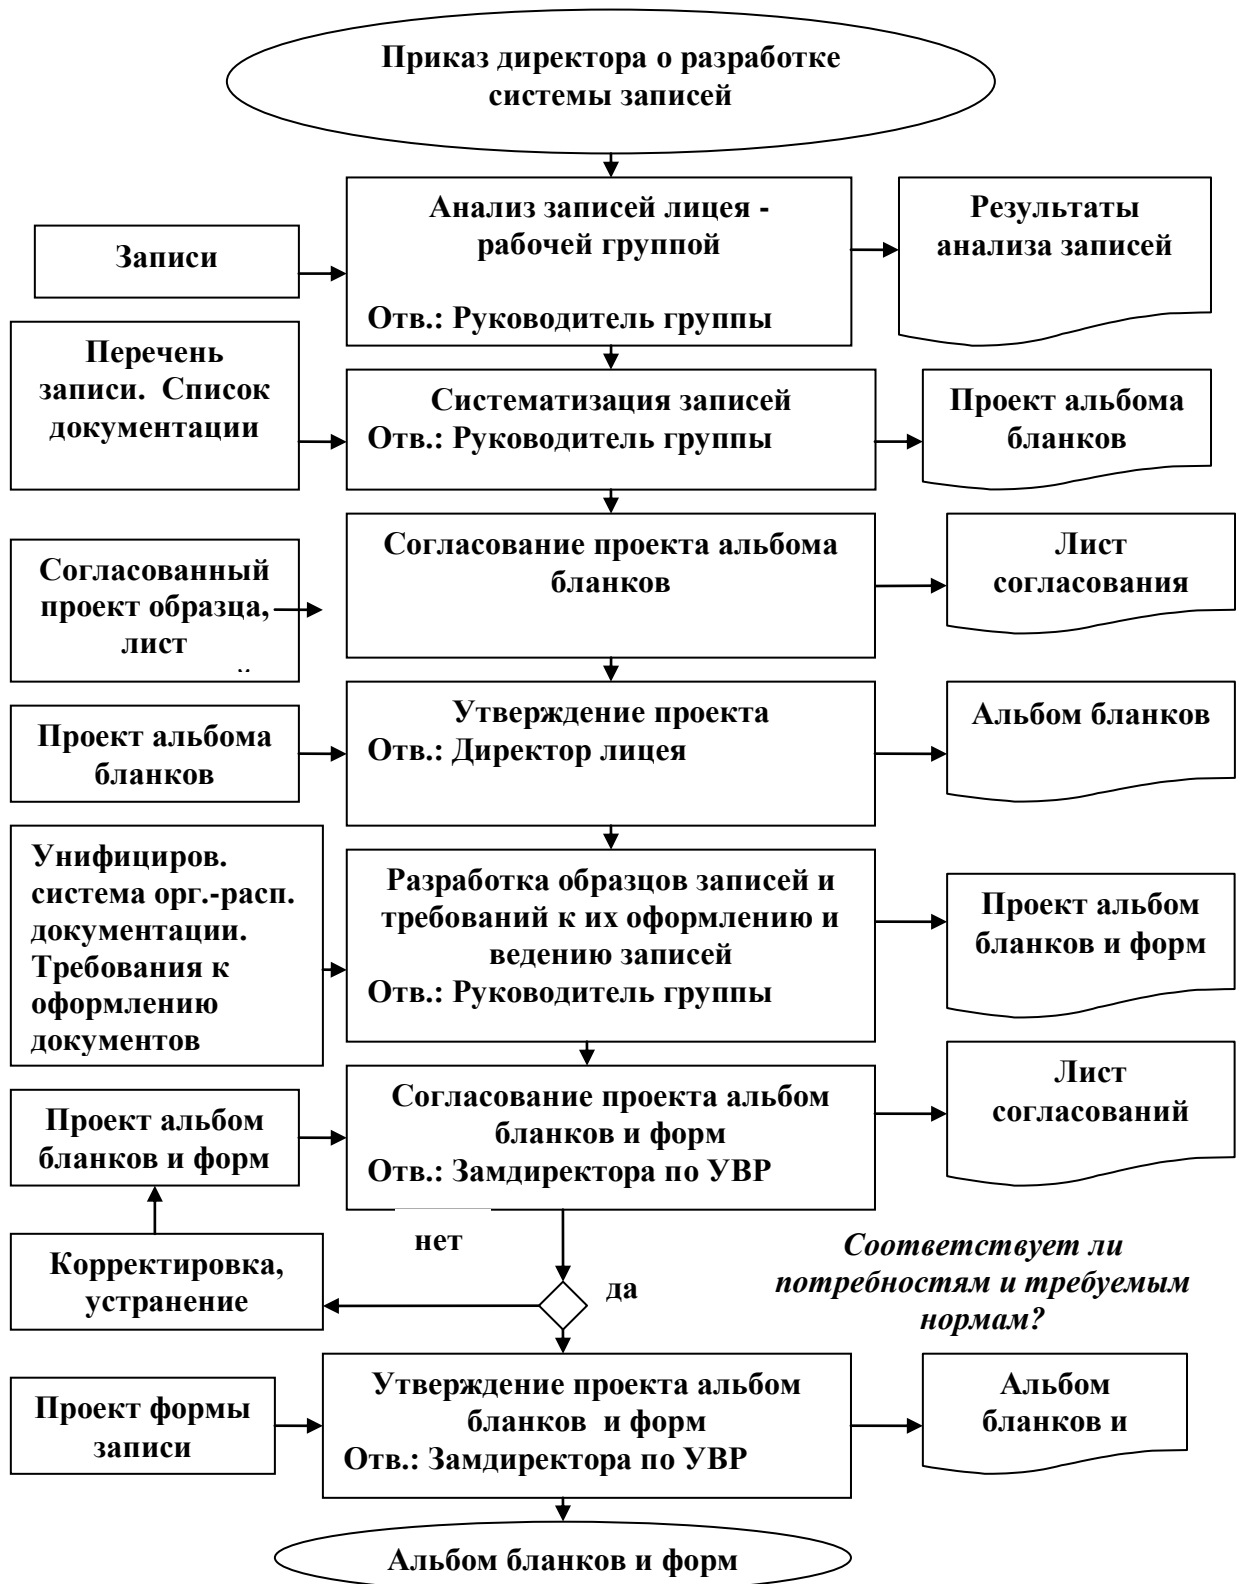 Приказ директора о разработке
системы записей
Анализ записей лицея -
рабочей группой
Отв.: Руководитель группы
Результаты
анализа записей
Записи
Перечень
записи. Список
документации
Систематизация записей
Отв.: Руководитель группы
Проект альбома
бланков
Согласованный
проект образца,
лист
Согласование проекта альбома
бланков
Лист
согласования
Проект альбома
бланков
Утверждение проекта
Отв.: Директор лицея
Альбом бланков
Унифициров.
система орг.-расп.
документации.
Требования к
оформлению
документов
Разработка образцов записей и
требований к их оформлению и
ведению записей
Отв.: Руководитель группы
Проект альбом
бланков и форм
Проект альбом
бланков и форм
Согласование проекта альбом
бланков и форм
Отв.: Замдиректора по УВР
Лист
согласований
Корректировка,
устранение
нет
да
Соответствует ли
потребностям и требуемым
нормам?
Проект формы
записи
Утверждение проекта альбом
бланков и форм
Отв.: Замдиректора по УВР
Альбом
бланков и
Альбом бланков и форм